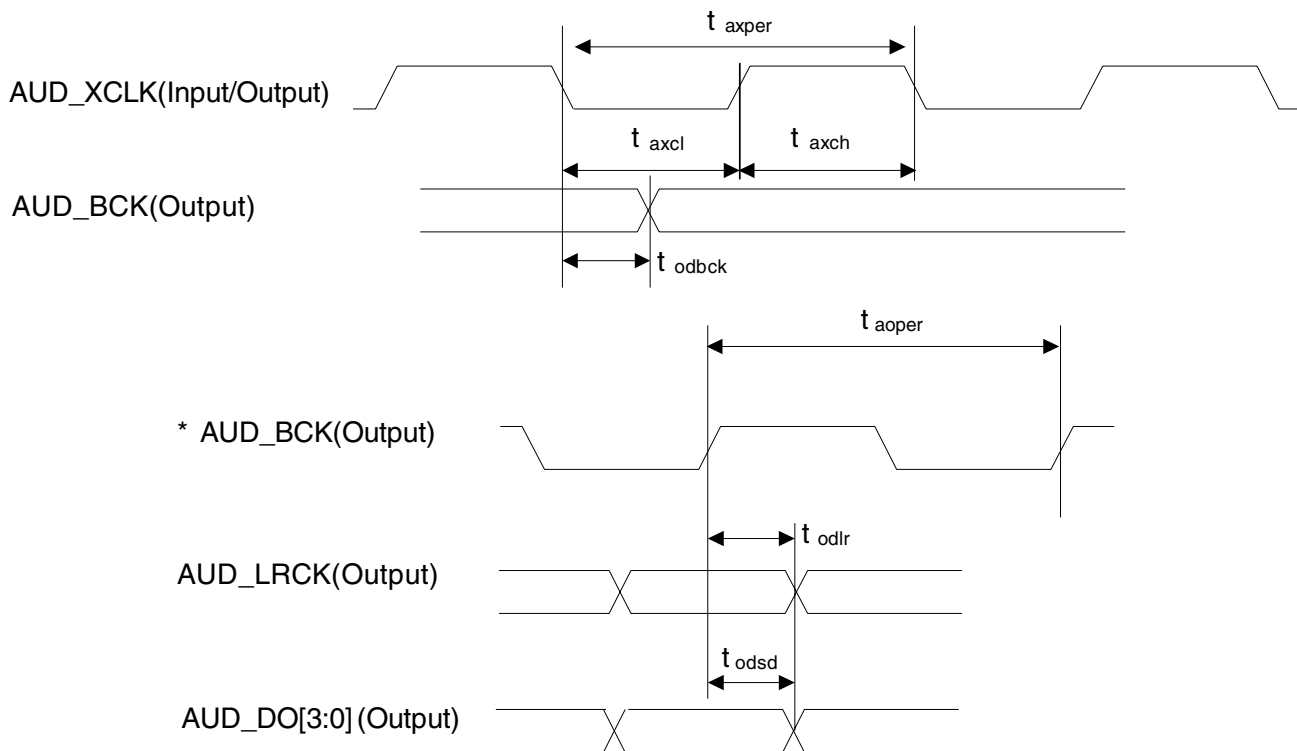 t axper
AUD_XCLK(Input/Output)
t axcl
t axch
AUD_BCK(Output)
t odbck
t aoper
* AUD_BCK(Output)
t odlr
AUD_LRCK(Output)
t odsd
AUD_DO[3:0] (Output)